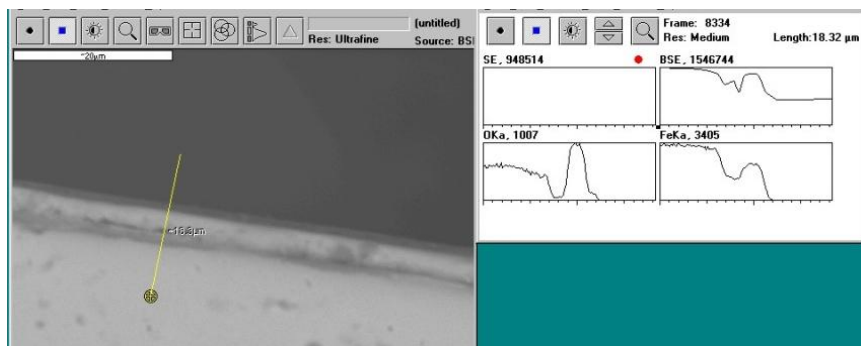 (untitled)
Res: Ultrafine
Source: BSI
~20µm
~18.3µm
Frame: 8334
Res: Medium
Length:18.32 µm
SE, 948514
BSE, 1546744
OKa, 1007
FeKa, 3405